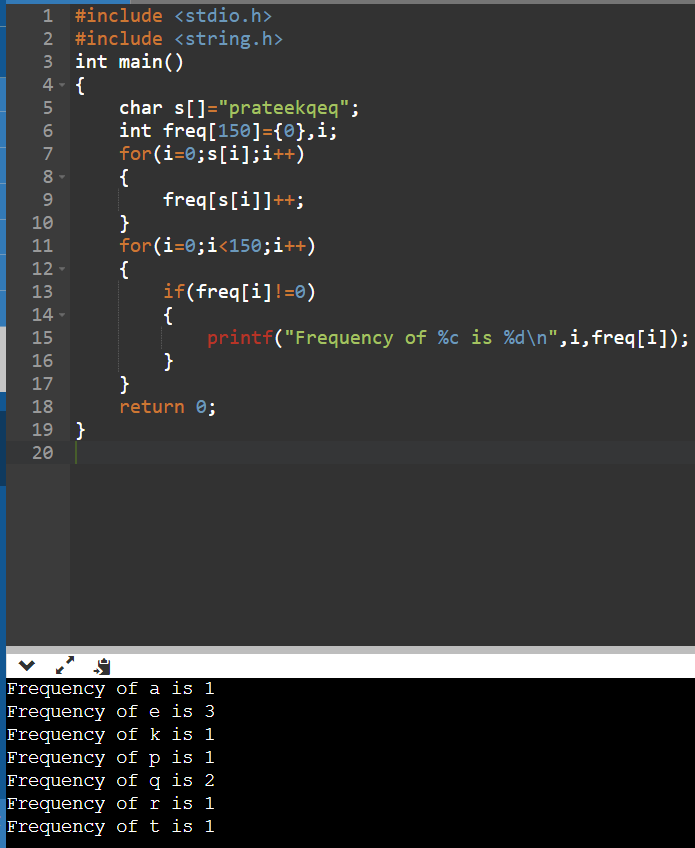 1 #include <stdio.h>
2 #include <string.h>
3 int main()
4 {
5     char s[]="prateekqeq";
6     int freq[150]={0},i;
7     for(i=0;s[i];i++)
8     {
9         freq[s[i]]++;
10     }
11     for(i=0;i<150;i++)
12     {
13         if(freq[i]!=0)
14         {
15             printf("Frequency of %c is %d\n",i,freq[i]);
16         }
17     }
18     return 0;
19 }
20
Frequency of a is 1
Frequency of e is 3
Frequency of k is 1
Frequency of p is 1
Frequency of q is 2
Frequency of r is 1
Frequency of t is 1